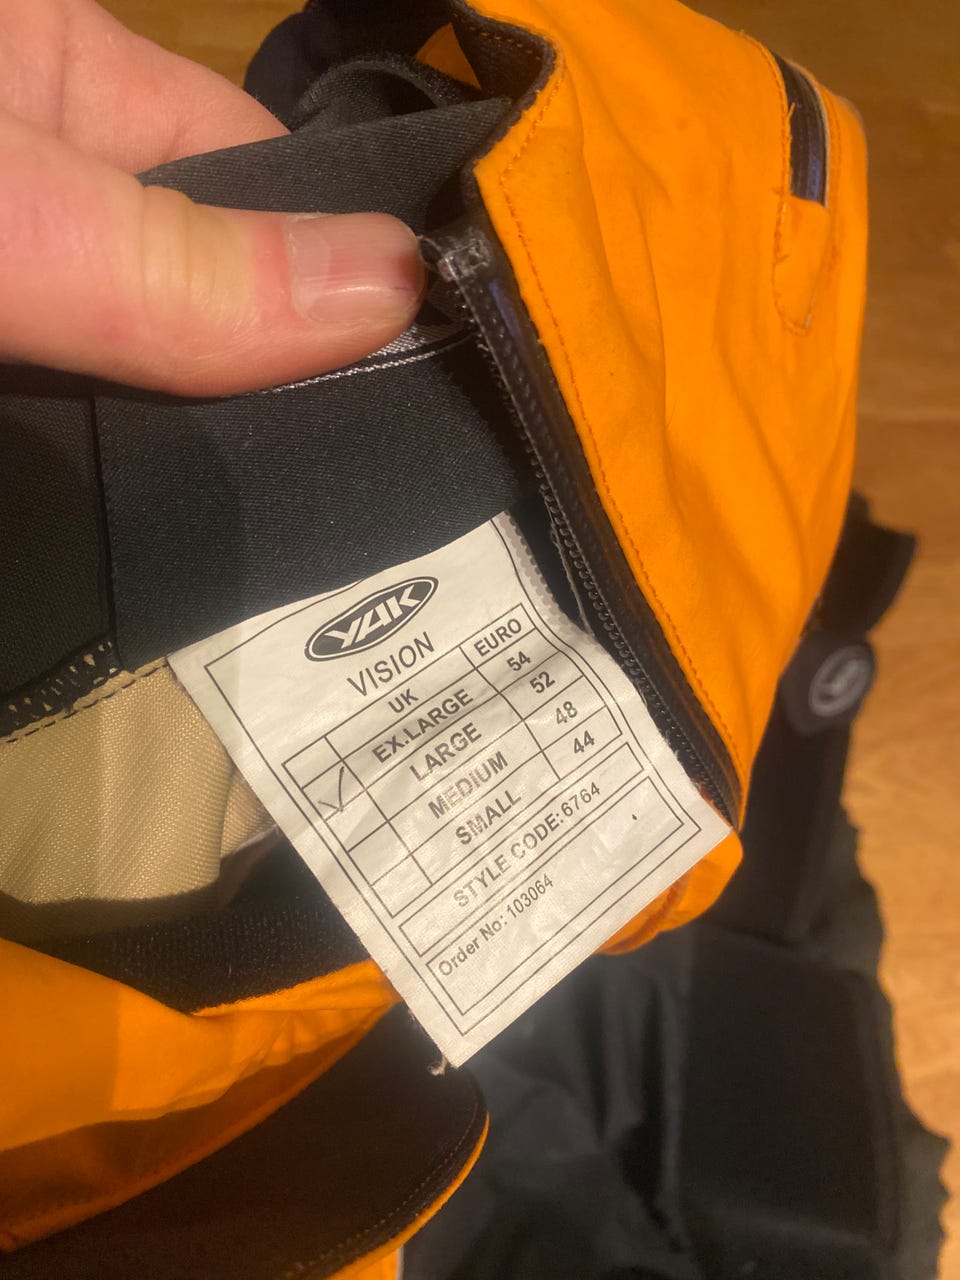 YAK
VISION
UK EURO
EX.LARGE 54
✓ LARGE 52
MEDIUM 48
SMALL 44
STYLE CODE:6764
Order No: 103064